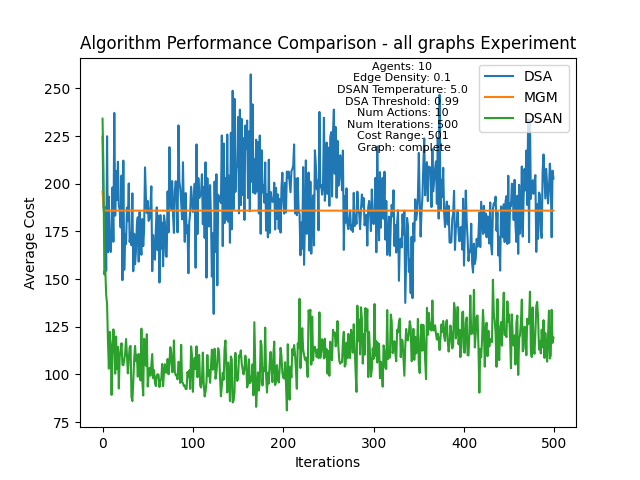 Algorithm Performance Comparison - all graphs Experiment
Agents: 10
Edge Density: 0.1
DSAN Temperature: 5.0
DSA Threshold: 0.99
Num Actions: 10
Num Iterations: 500
Cost Range: 501
Graph: complete
DSA
MGM
DSAN
Average Cost
250
225
200
175
150
125
100
75
0 100 200 300 400 500
Iterations